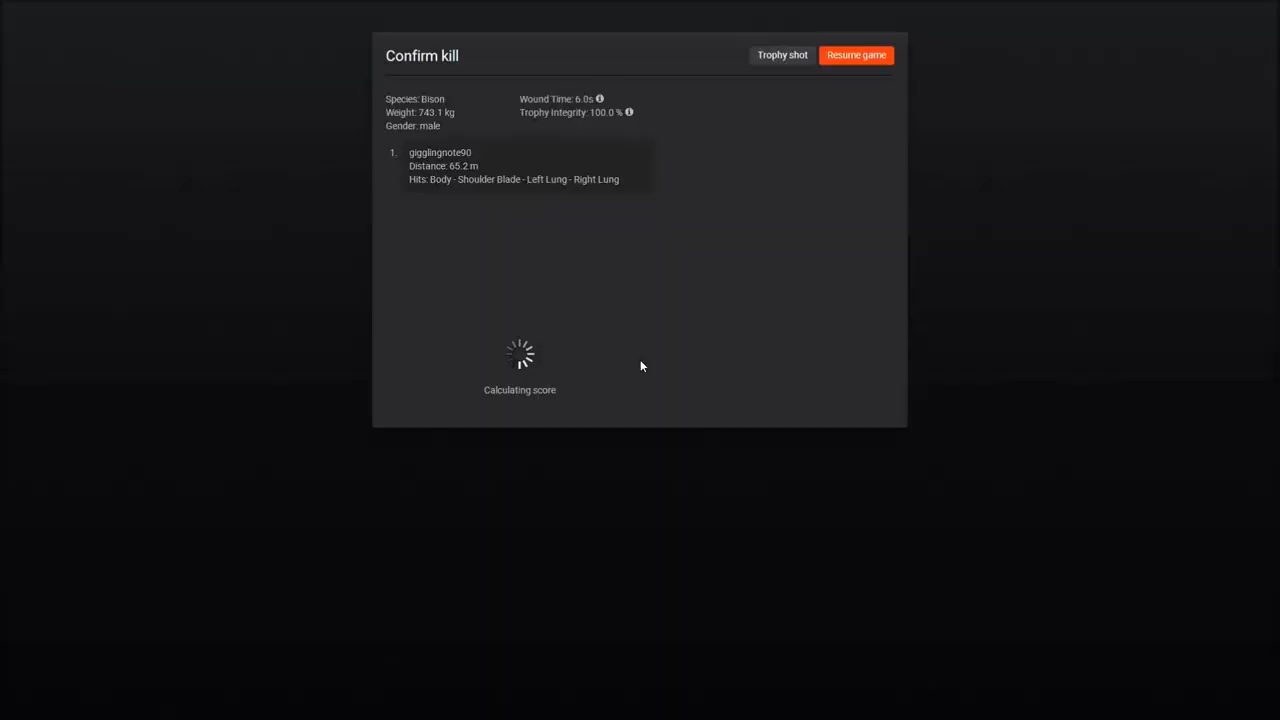 Confirm kill
Trophy shot
Resume game
Species: Bison
Weight: 743.1 kg
Gender: male
Wound Time: 6.0s
Trophy Integrity: 100.0 %
1.
gigglingnote90
Distance: 65.2 m
Hits: Body - Shoulder Blade - Left Lung - Right Lung
Calculating score